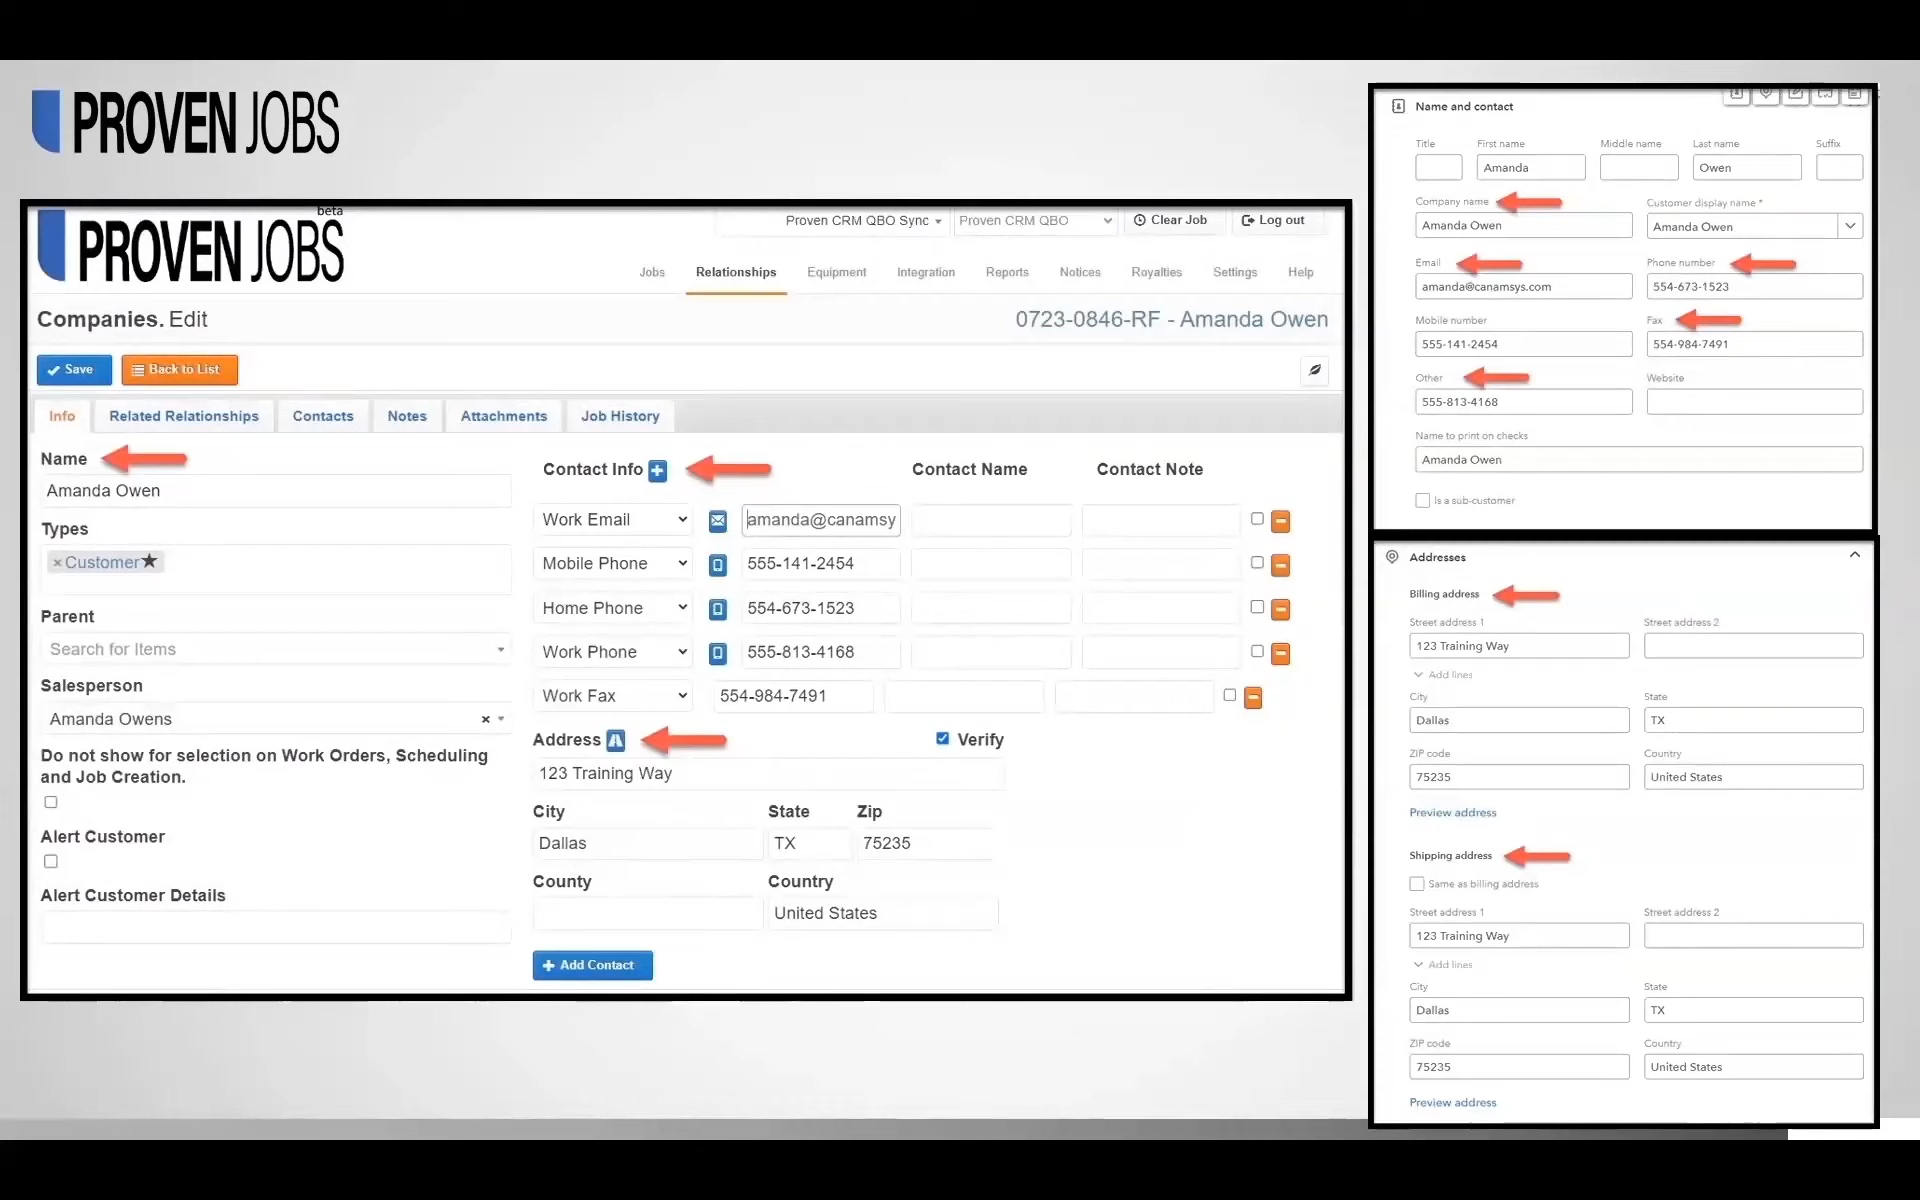 PROVEN JOBS
beta
PROVEN JOBS
Proven CRM QBO Sync
Proven CRM QBO
Clear Job
Log out
Jobs
Relationships
Equipment
Integration
Reports
Notices
Royalties
Settings
Help
Companies. Edit
0723-0846-RF - Amanda Owen
Save
Back to List
Info
Related Relationships
Contacts
Notes
Attachments
Job History
Name
Amanda Owen
Types
× Customer★
Parent
Search for Items
Salesperson
Amanda Owens
Do not show for selection on Work Orders, Scheduling
and Job Creation.
Alert Customer
Alert Customer Details
Contact Info
Contact Name
Contact Note
Work Email
amanda@canamsy
Mobile Phone
555-141-2454
Home Phone
554-673-1523
Work Phone
555-813-4168
Work Fax
554-984-7491
Address
Verify
123 Training Way
City
State
Zip
Dallas
TX
75235
County
Country
United States
Add Contact
Name and contact
Title
First name
Middle name
Last name
Suffix
Amanda
Owen
Company name
Customer display name *
Amanda Owen
Amanda Owen
Email
Phone number
amanda@canamsys.com
554-673-1523
Mobile number
Fax
555-141-2454
554-984-7491
Other
Website
555-813-4168
Name to print on checks
Amanda Owen
Is a sub-customer
Addresses
Billing address
Street address 1
Street address 2
123 Training Way
Add lines
City
State
Dallas
TX
ZIP code
Country
75235
United States
Preview address
Shipping address
Same as billing address
Street address 1
Street address 2
123 Training Way
Add lines
City
State
Dallas
TX
ZIP code
Country
75235
United States
Preview address